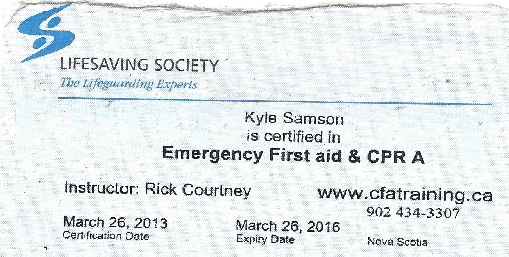 LIFESAVING SOCIETY
The Lifeguarding Experts
Kyle Samson
is certified in
Emergency First aid & CPR A
Instructor: Rick Courtney www.cfatraining.ca
902 434-3307
March 26, 2013 March 26, 2016
Certification Date Expiry Date Nova Scotia